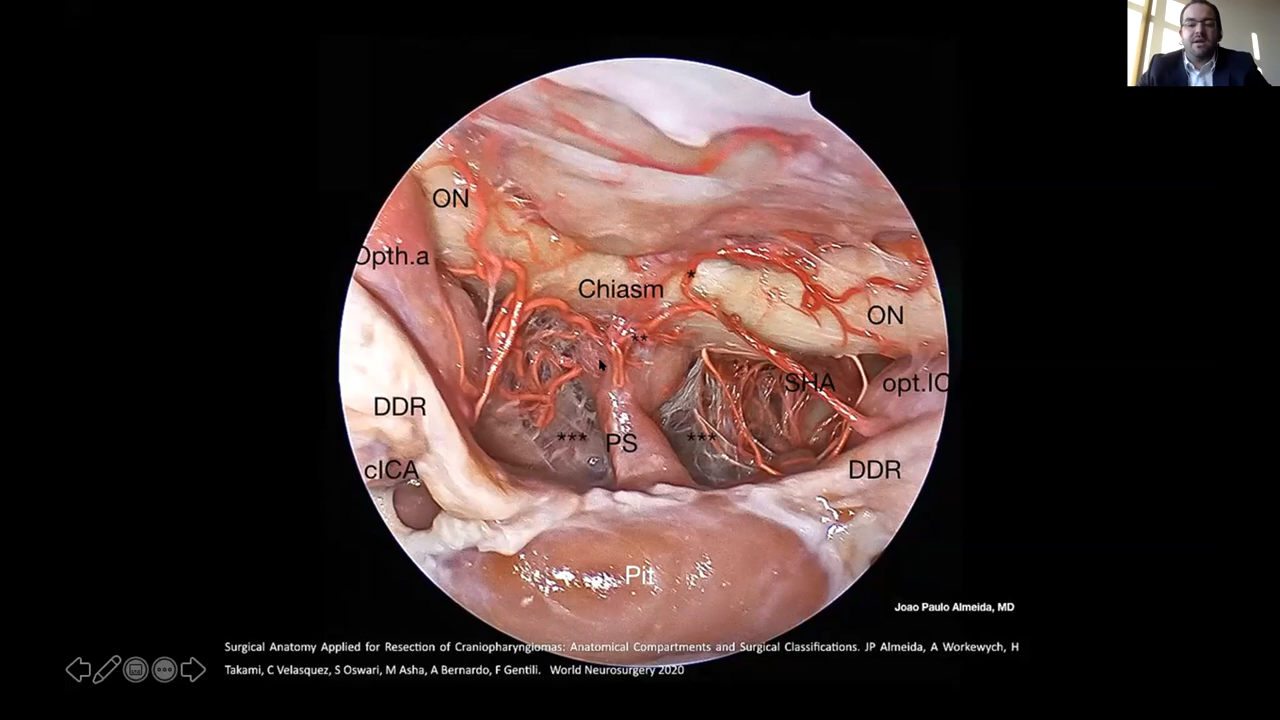 ON
Opth.a
Chiasm
*
ON
**
SHA
opt.IC
DDR
***
PS
***
cICA
DDR
Pit
Joao Paulo Almeida, MD
Surgical Anatomy Applied for Resection of Craniopharyngiomas: Anatomical Compartments and Surgical Classifications. JP Almeida, A Workewych, H
Takami, C Velasquez, S Oswari, M Asha, A Bernardo, F Gentili. World Neurosurgery 2020